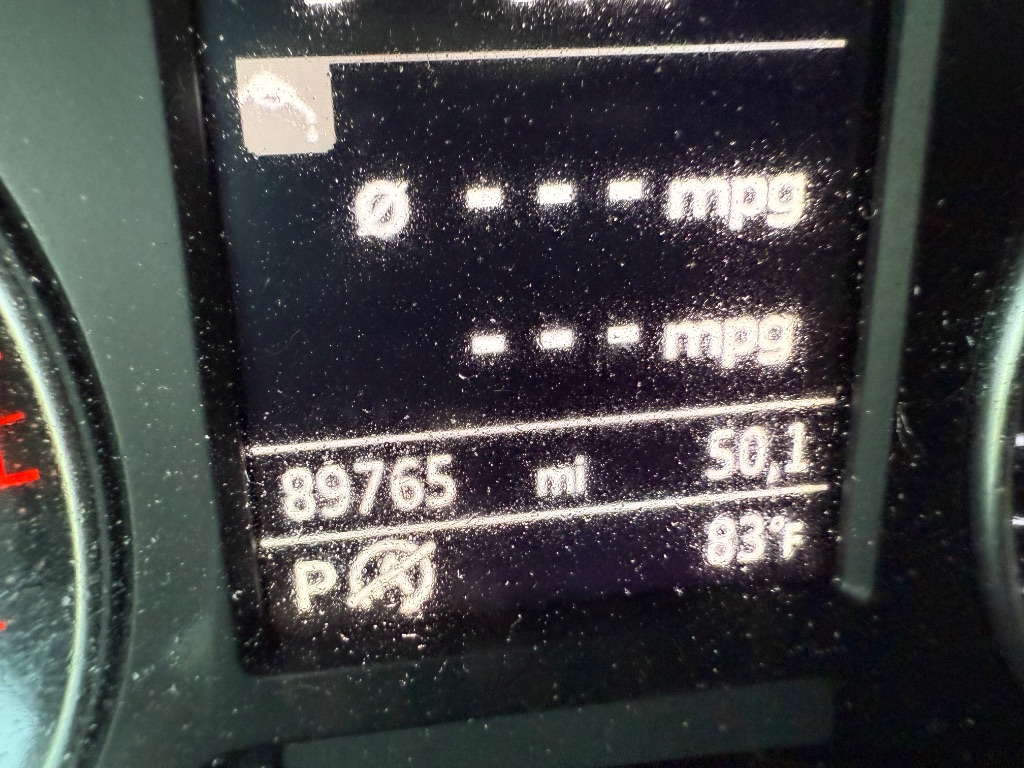 Ø --- mpg
--- mpg
89765 mi 50,1
P 83°F